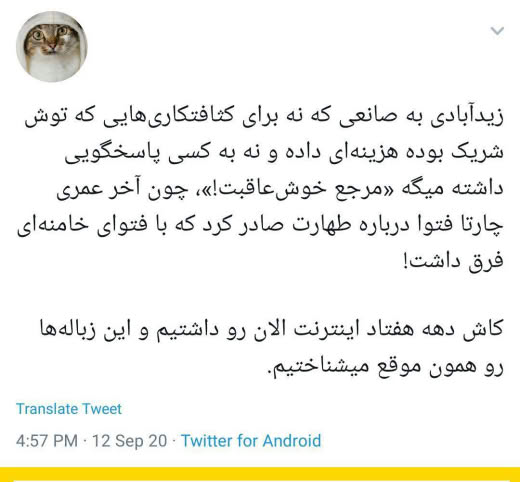 زیدآبادی به صانعی که نه برای کثافتکاری‌هایی که توش
شریک بوده هزینه‌ای داده و نه به کسی پاسخگویی
داشته میگه «مرجع خوش‌عاقبت!»، چون آخر عمری
چارتا فتوا درباره طهارت صادر کرد که با فتوای خامنه‌ای
فرق داشت!
کاش دهه هفتاد اینترنت الان رو داشتیم و این زباله‌ها
رو همون موقع میشناختیم.
Translate Tweet
4:57 PM · 12 Sep 20 · Twitter for Android